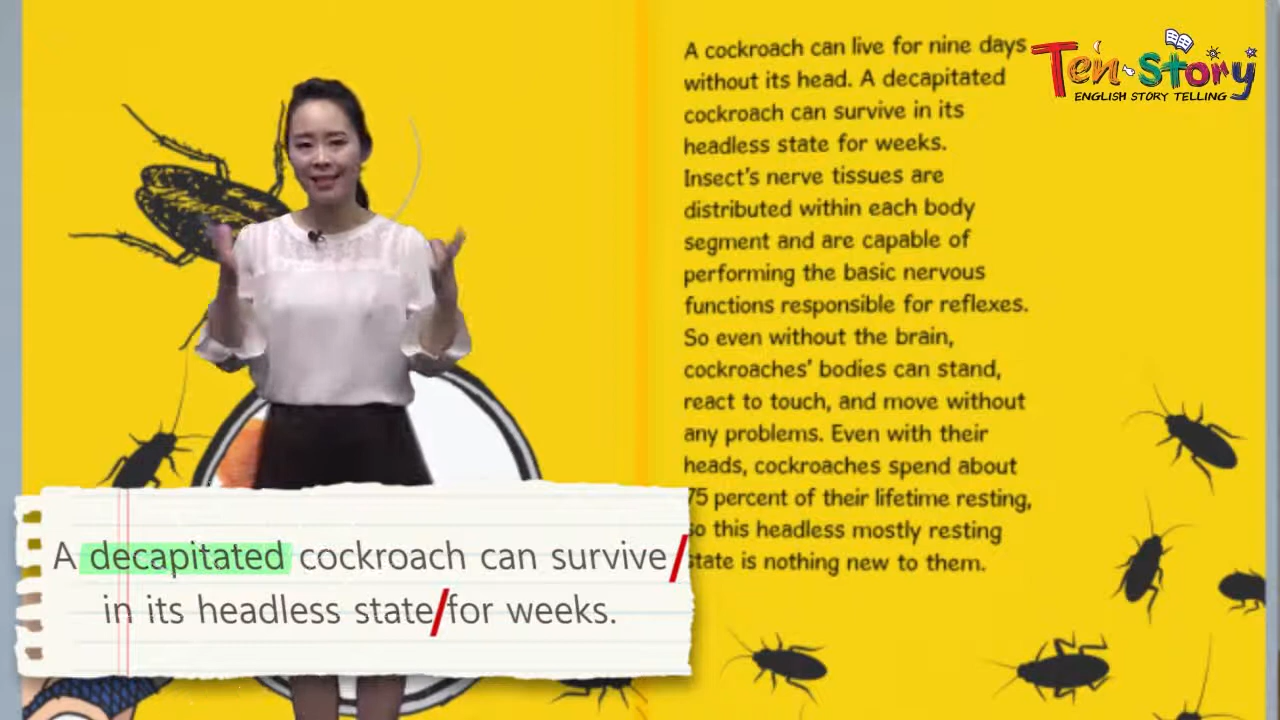 A cockroach can live for nine days
without its head. A decapitated
cockroach can survive in its
headless state for weeks.
Insect's nerve tissues are
distributed within each body
segment and are capable of
performing the basic nervous
functions responsible for reflexes.
So even without the brain,
cockroaches' bodies can stand,
react to touch, and move without
any problems. Even with their
heads, cockroaches spend about
75 percent of their lifetime resting,
so this headless mostly resting
state is nothing new to them.
Ten Story
ENGLISH STORY TELLING
A decapitated cockroach can survive/
in its headless state/for weeks.